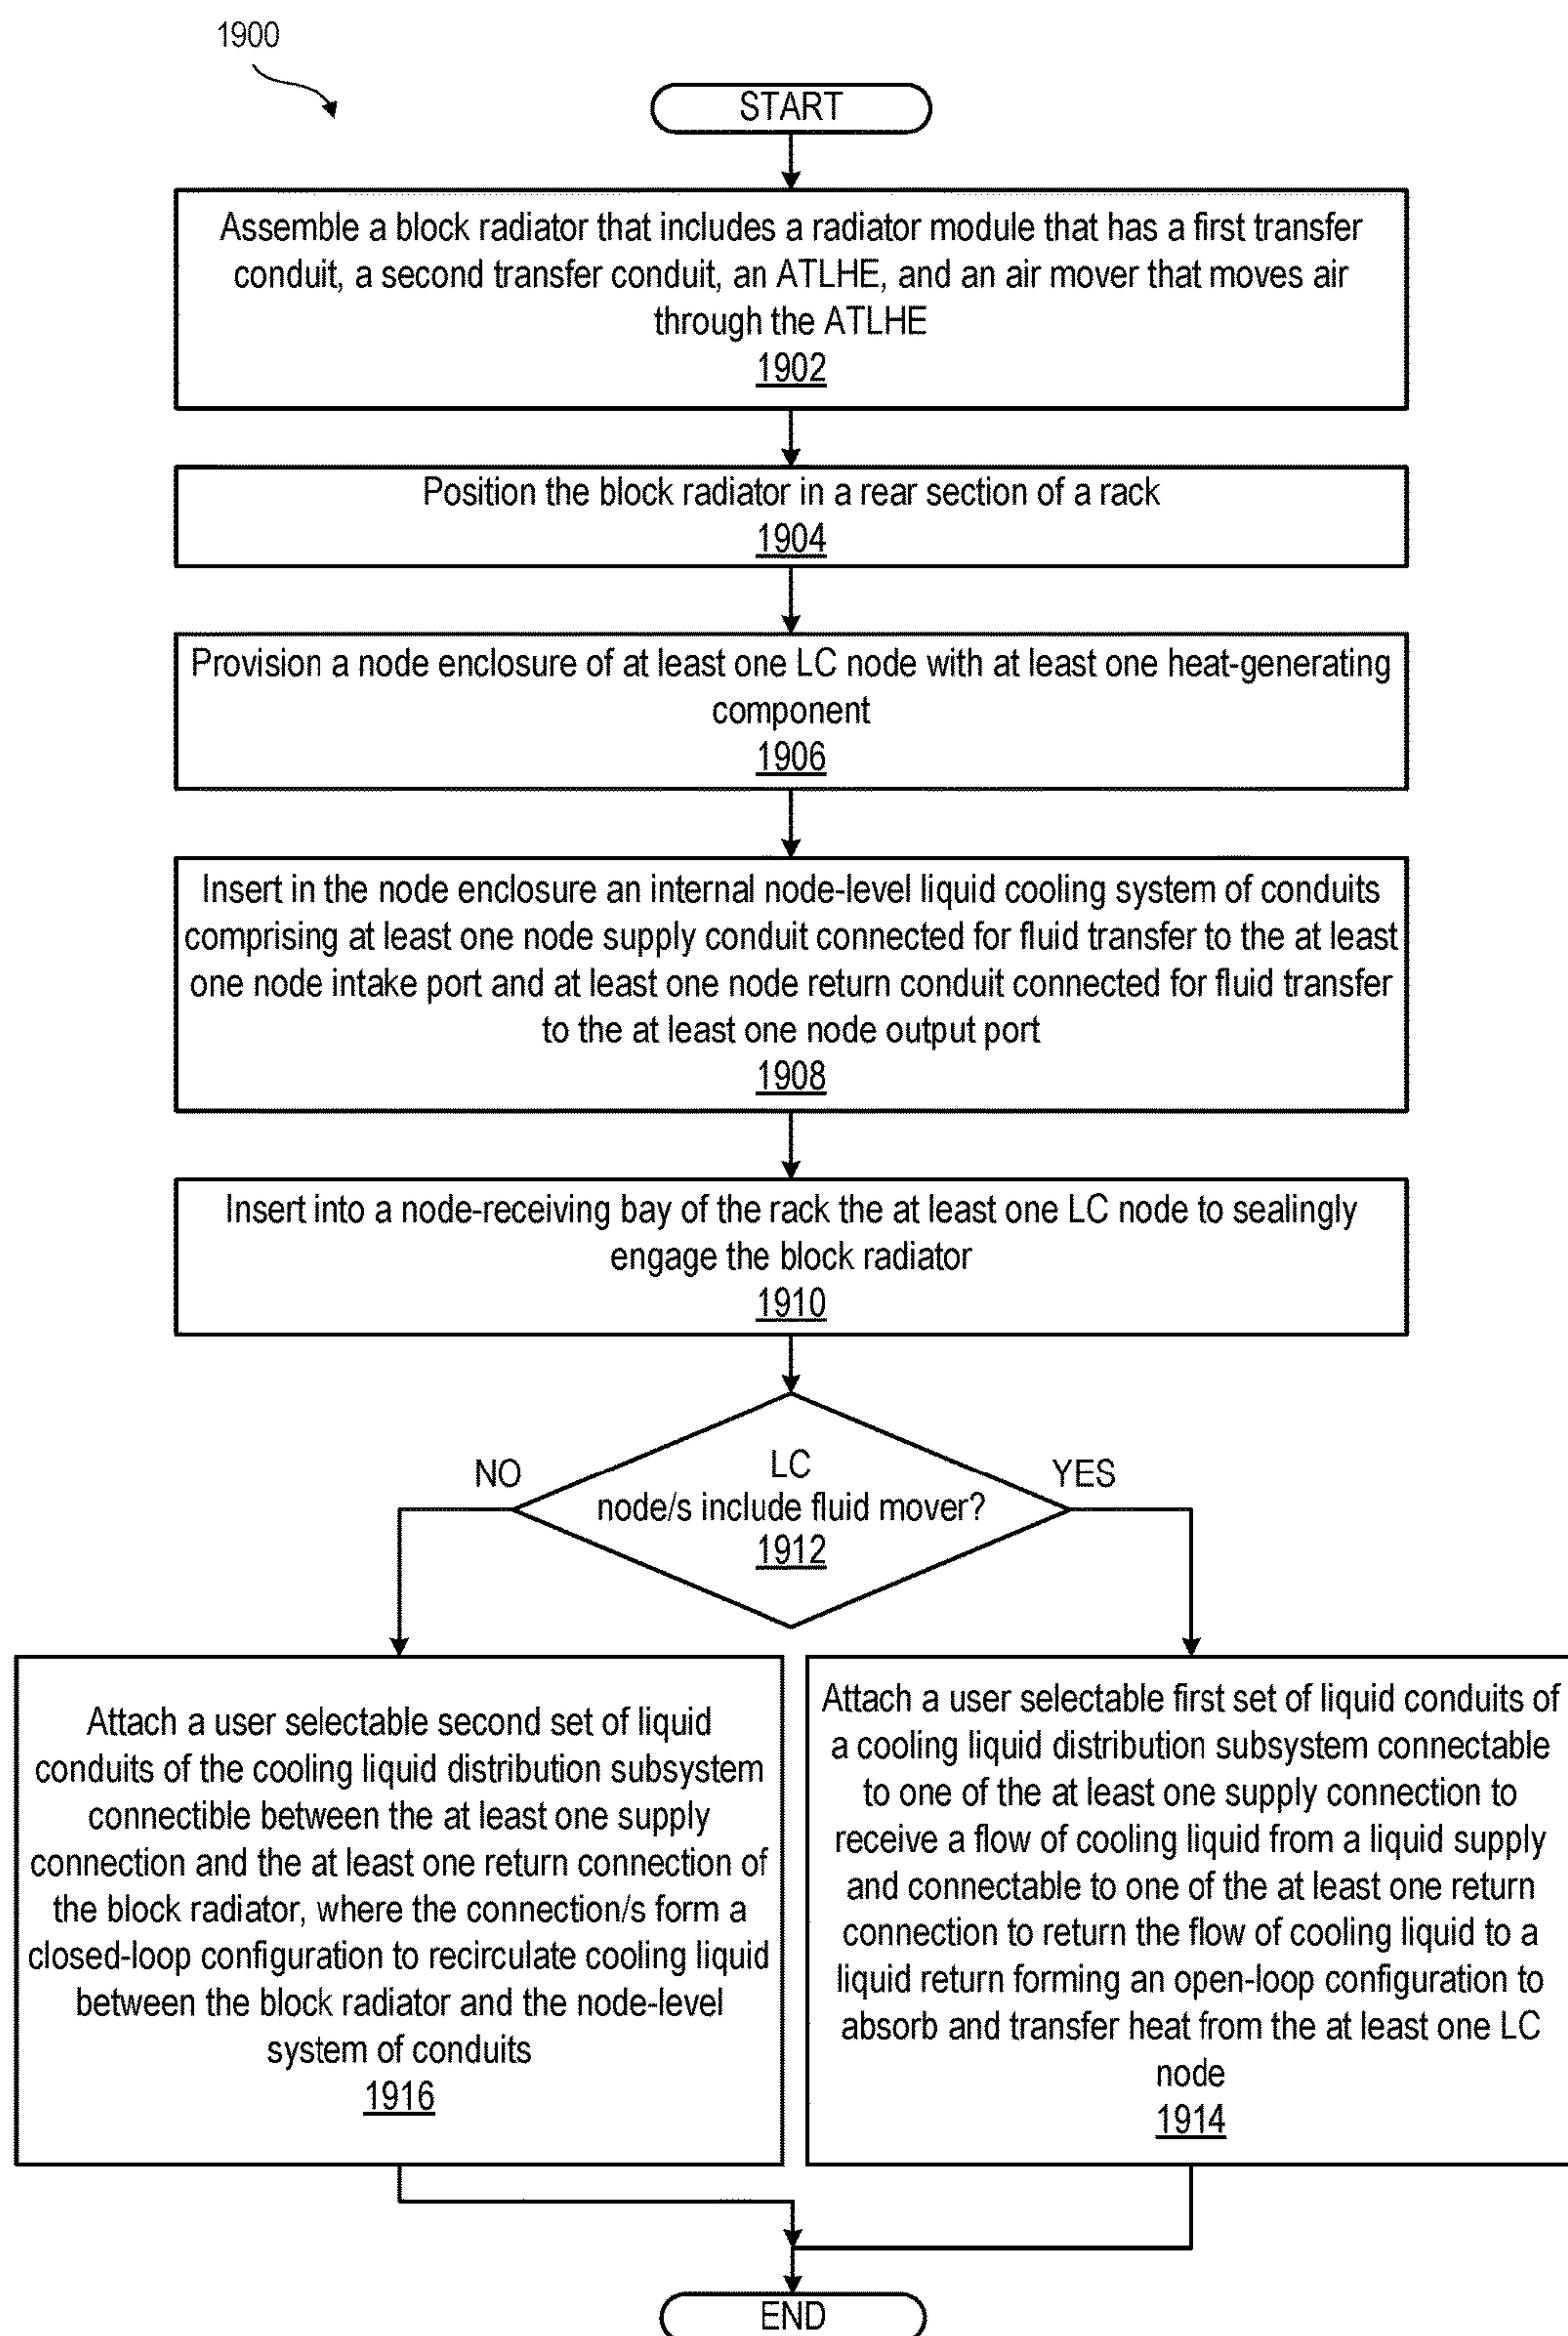 1900
START
Assemble a block radiator that includes a radiator module that has a first transfer
conduit, a second transfer conduit, an ATLHE, and an air mover that moves air
through the ATLHE
1902
Position the block radiator in a rear section of a rack
1904
Provision a node enclosure of at least one LC node with at least one heat-generating
component
1906
Insert in the node enclosure an internal node-level liquid cooling system of conduits
comprising at least one node supply conduit connected for fluid transfer to the at least
one node intake port and at least one node return conduit connected for fluid transfer
to the at least one node output port
1908
Insert into a node-receiving bay of the rack the at least one LC node to sealingly
engage the block radiator
1910
LC
node/s include fluid mover?
1912
NO
YES
Attach a user selectable second set of liquid
conduits of the cooling liquid distribution subsystem
connectible between the at least one supply
connection and the at least one return connection of
the block radiator, where the connection/s form a
closed-loop configuration to recirculate cooling liquid
between the block radiator and the node-level
system of conduits
1916
Attach a user selectable first set of liquid conduits of
a cooling liquid distribution subsystem connectable
to one of the at least one supply connection to
receive a flow of cooling liquid from a liquid supply
and connectable to one of the at least one return
connection to return the flow of cooling liquid to a
liquid return forming an open-loop configuration to
absorb and transfer heat from the at least one LC
node
1914
END